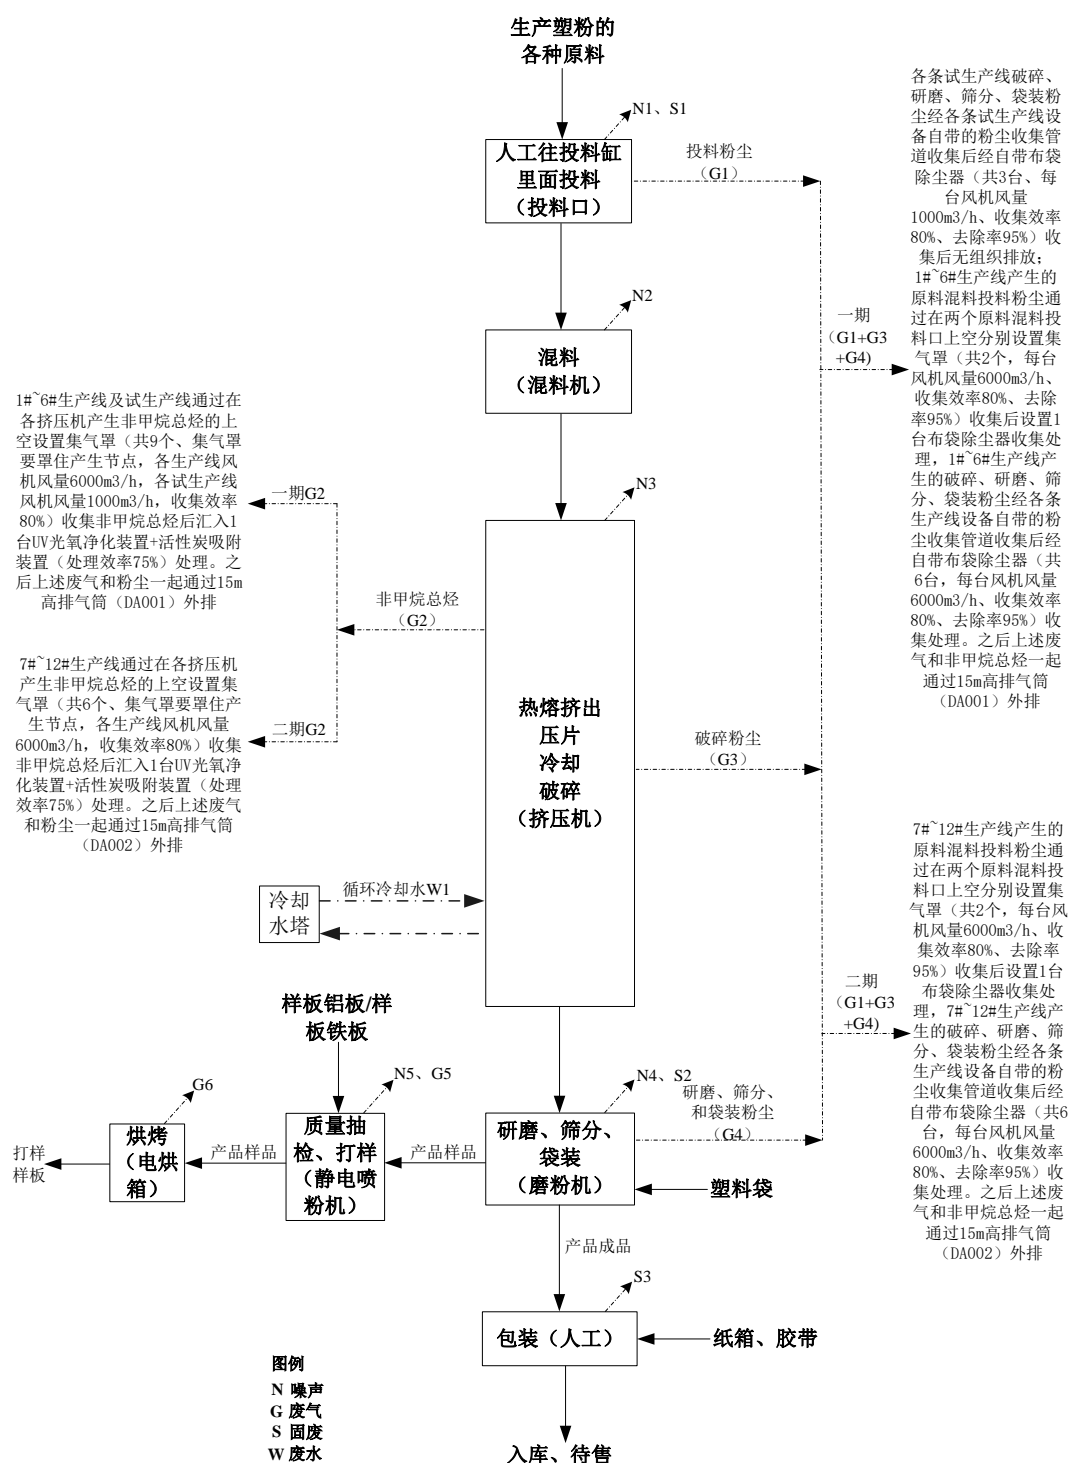 生产塑粉的
各种原料
N1、S1
人工往投料缸
里面投料
（投料口）
投料粉尘
（G1）
各条试生产线破碎、
研磨、筛分、袋装粉
尘经各条试生产线设
备自带的粉尘收集管
道收集后经自带布袋
除尘器（共3台、每
台风机风量
1000m3/h、收集效率
80%、去除率95%）收
集后无组织排放；
1#~6#生产线产生的
原料混料投料粉尘通
过在两个原料混料投
料口上空分别设置集
气罩（共2个，每台
风机风量6000m3/h、
收集效率80%、去除
率95%）收集后设置1
台布袋除尘器收集处
理，1#~6#生产线产
生的破碎、研磨、筛
分、袋装粉尘经各条
生产线设备自带的粉
尘收集管道收集后经
自带布袋除尘器（共
6台，每台风机风量
6000m3/h、收集效率
80%、去除率95%）收
集处理。之后上述废
气和非甲烷总烃一起
通过15m高排气筒
（DA001）外排
一期
（G1+G3
+G4）
N2
混料
（混料机）
1#~6#生产线及试生产线通过在
各挤压机产生非甲烷总烃的上
空设置集气罩（共9个、集气罩
要罩住产生节点，各生产线风
机风量6000m3/h，各试生产线
风机风量1000m3/h，收集效率
80%）收集非甲烷总烃后汇入1
台UV光氧净化装置+活性炭吸附
装置（处理效率75%）处理。之
后上述废气和粉尘一起通过15m
高排气筒（DA001）外排
一期G2
N3
非甲烷总烃
（G2）
7#~12#生产线通过在各挤压机
产生非甲烷总烃的上空设置集
气罩（共6个、集气罩要罩住产
生节点，各生产线风机风量
6000m3/h，收集效率80%）收集
非甲烷总烃后汇入1台UV光氧净
化装置+活性炭吸附装置（处理
效率75%）处理。之后上述废气
和粉尘一起通过15m高排气筒
（DA002）外排
二期G2
热熔挤出
压片
冷却
破碎
（挤压机）
破碎粉尘
（G3）
冷却
水塔
循环冷却水W1
7#~12#生产线产生的
原料混料投料粉尘通
过在两个原料混料投
料口上空分别设置集
气罩（共2个，每台风
机风量6000m3/h、收
集效率80%、去除率
95%）收集后设置1台
布袋除尘器收集处
理，7#~12#生产线产
生的破碎、研磨、筛
分、袋装粉尘经各条
生产线设备自带的粉
尘收集管道收集后经
自带布袋除尘器（共6
台，每台风机风量
6000m3/h、收集效率
80%、去除率95%）收
集处理。之后上述废
气和非甲烷总烃一起
通过15m高排气筒
（DA002）外排
二期
（G1+G3
+G4）
样板铝板/样
板铁板
N5、G5
G6
N4、S2
研磨、筛分、
和袋装粉尘
（G4）
打样
样板
烘烤
（电烘
箱）
产品样品
质量抽
检、打样
（静电喷
粉机）
产品样品
研磨、筛分、
袋装
（磨粉机）
塑料袋
产品成品
S3
包装（人工）
纸箱、胶带
图例
N 噪声
G 废气
S 固废
W 废水
入库、待售